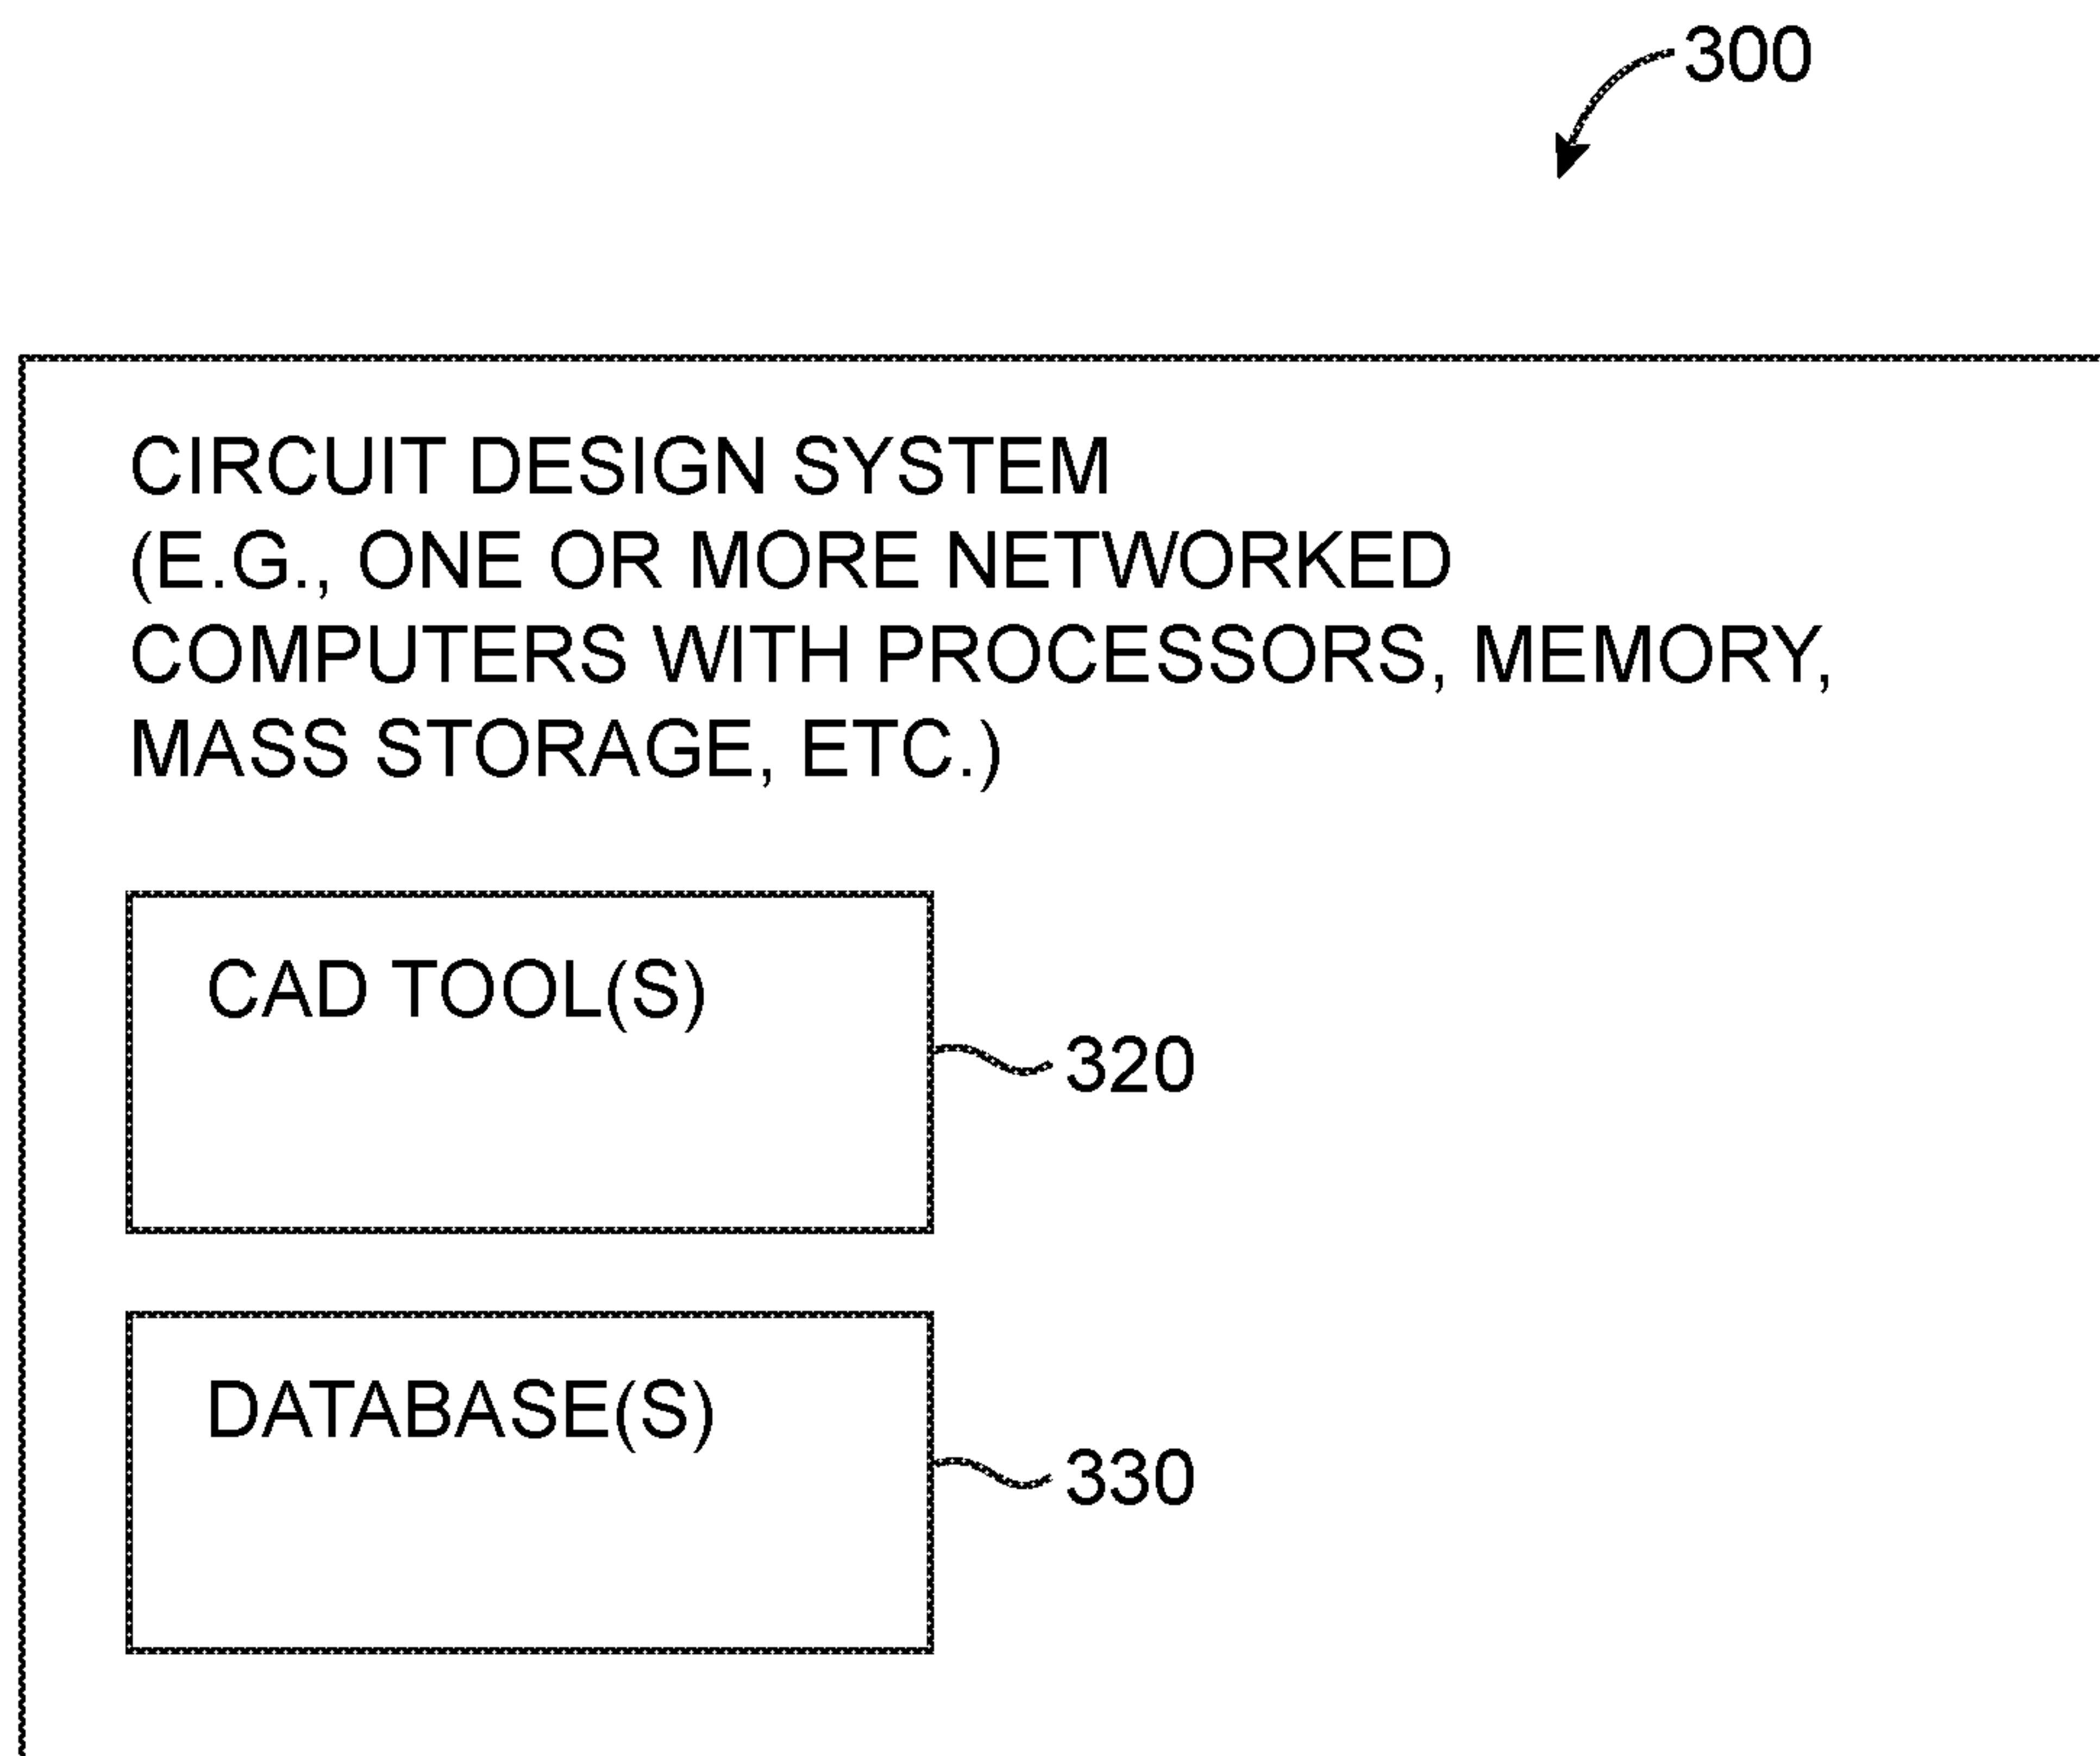 300
CIRCUIT DESIGN SYSTEM
(E.G., ONE OR MORE NETWORKED
COMPUTERS WITH PROCESSORS, MEMORY,
MASS STORAGE, ETC.)
CAD TOOL(S)
320
DATABASE(S)
330